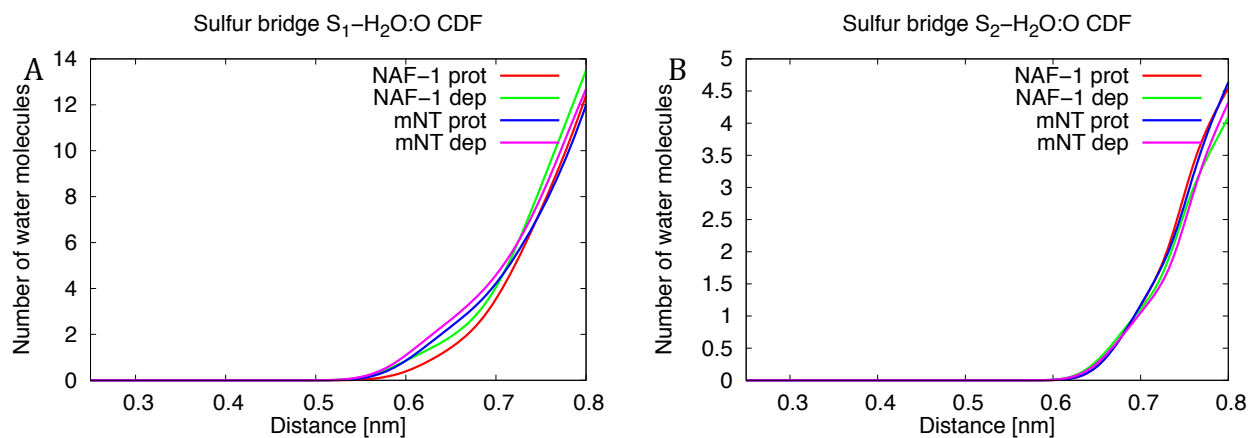 Sulfur bridge S₁–H₂O:O CDF
A
Number of water molecules
14
12
10
8
6
4
2
0
NAF−1 prot
NAF−1 dep
mNT prot
mNT dep
0.3 0.4 0.5 0.6 0.7 0.8
Distance [nm]
Sulfur bridge S₂–H₂O:O CDF
B
Number of water molecules
5
4.5
4
3.5
3
2.5
2
1.5
1
0.5
0
NAF−1 prot
NAF−1 dep
mNT prot
mNT dep
0.3 0.4 0.5 0.6 0.7 0.8
Distance [nm]